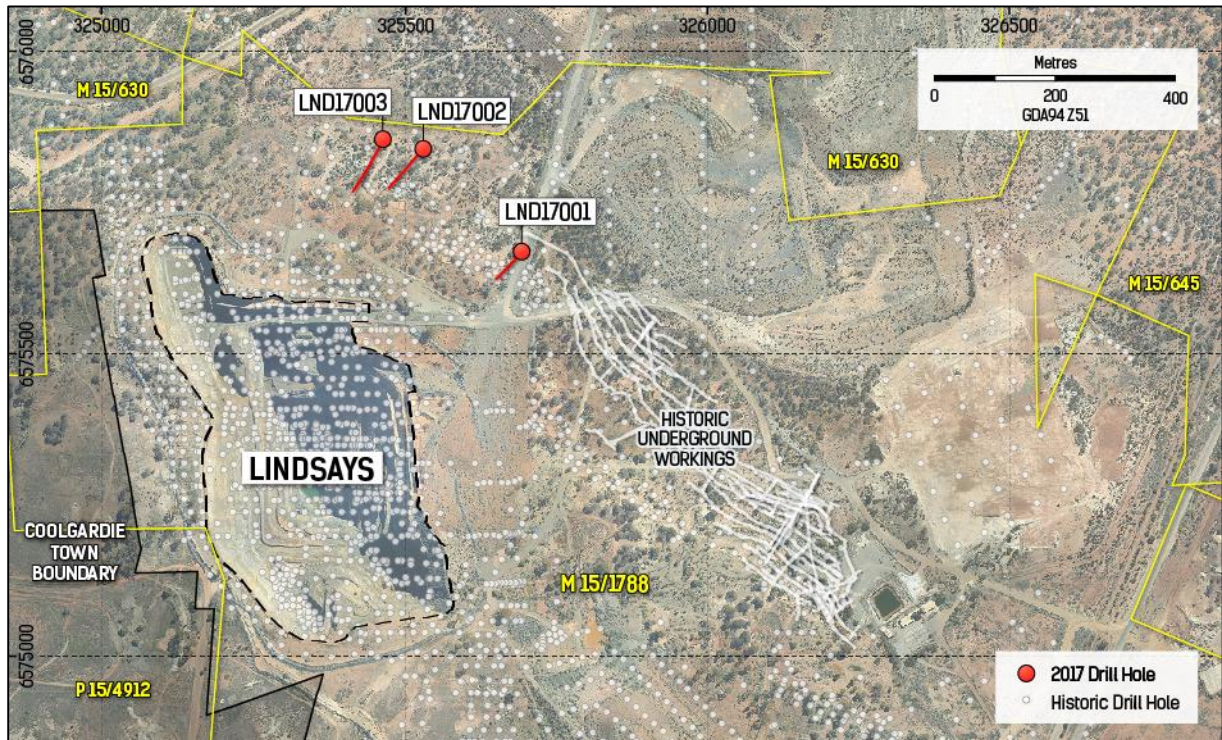 325000
325500
326000
326500
6576000
6575500
6575000
Metres
0
200
400
GDA94 Z51
M 15/630
LND17003
LND17002
M 15/630
LND17001
M 15/645
HISTORIC
UNDERGROUND
WORKINGS
LINDSAYS
COOLGARDIE
TOWN
BOUNDARY
M 15/1788
P 15/4912
2017 Drill Hole
Historic Drill Hole